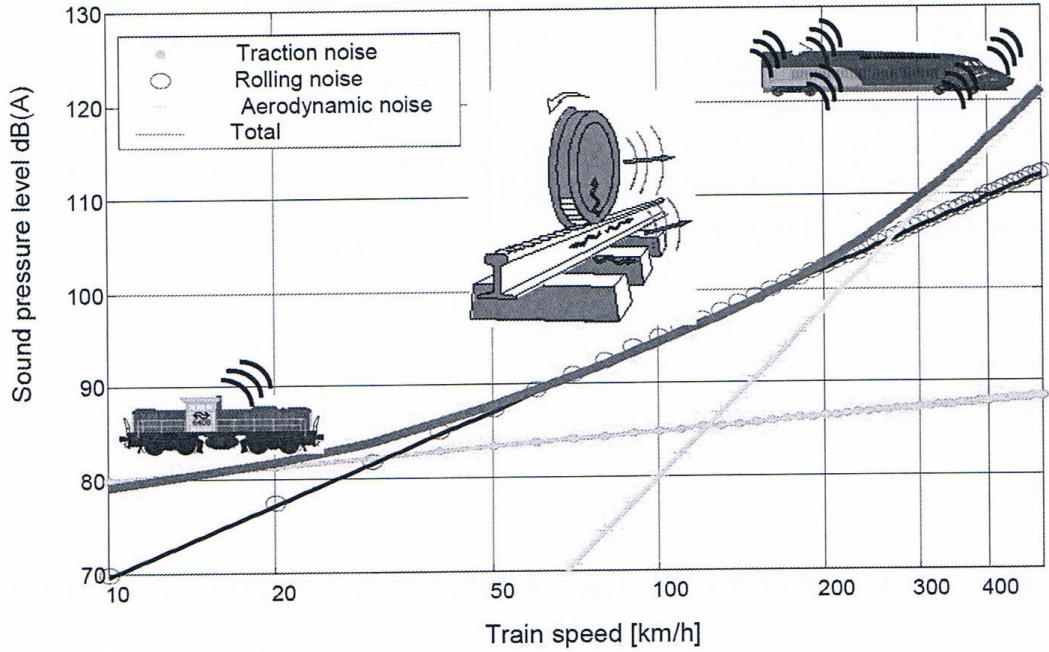 130
120
110
100
90
80
70
Sound pressure level dB(A)
Traction noise
Rolling noise
Aerodynamic noise
Total
6400
10
20
50
100
200
300
400
Train speed [km/h]